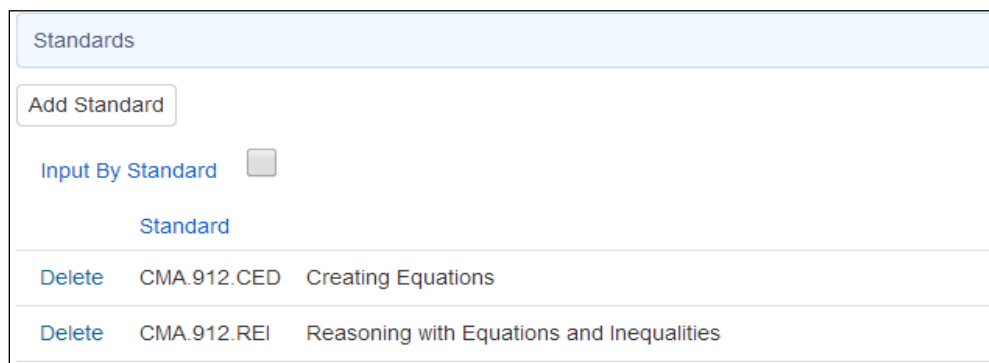 Standards
Add Standard
Input By Standard
Standard
Delete CMA.912.CED Creating Equations
Delete CMA.912.REI Reasoning with Equations and Inequalities